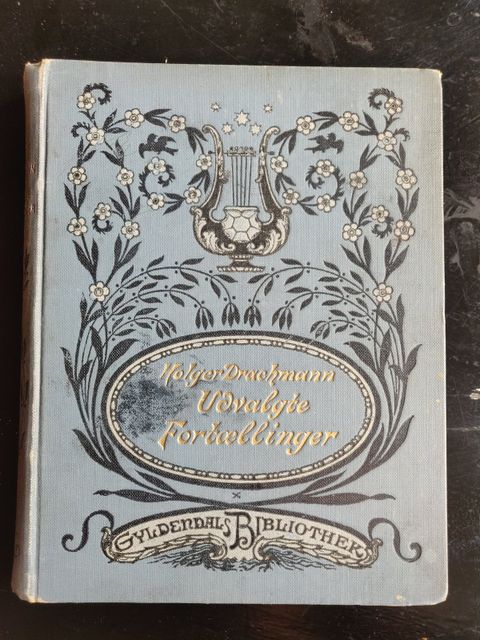 Holger Drachmann
Udvalgte
Fortællinger
GYLDENDALS BIBLIOTHEK